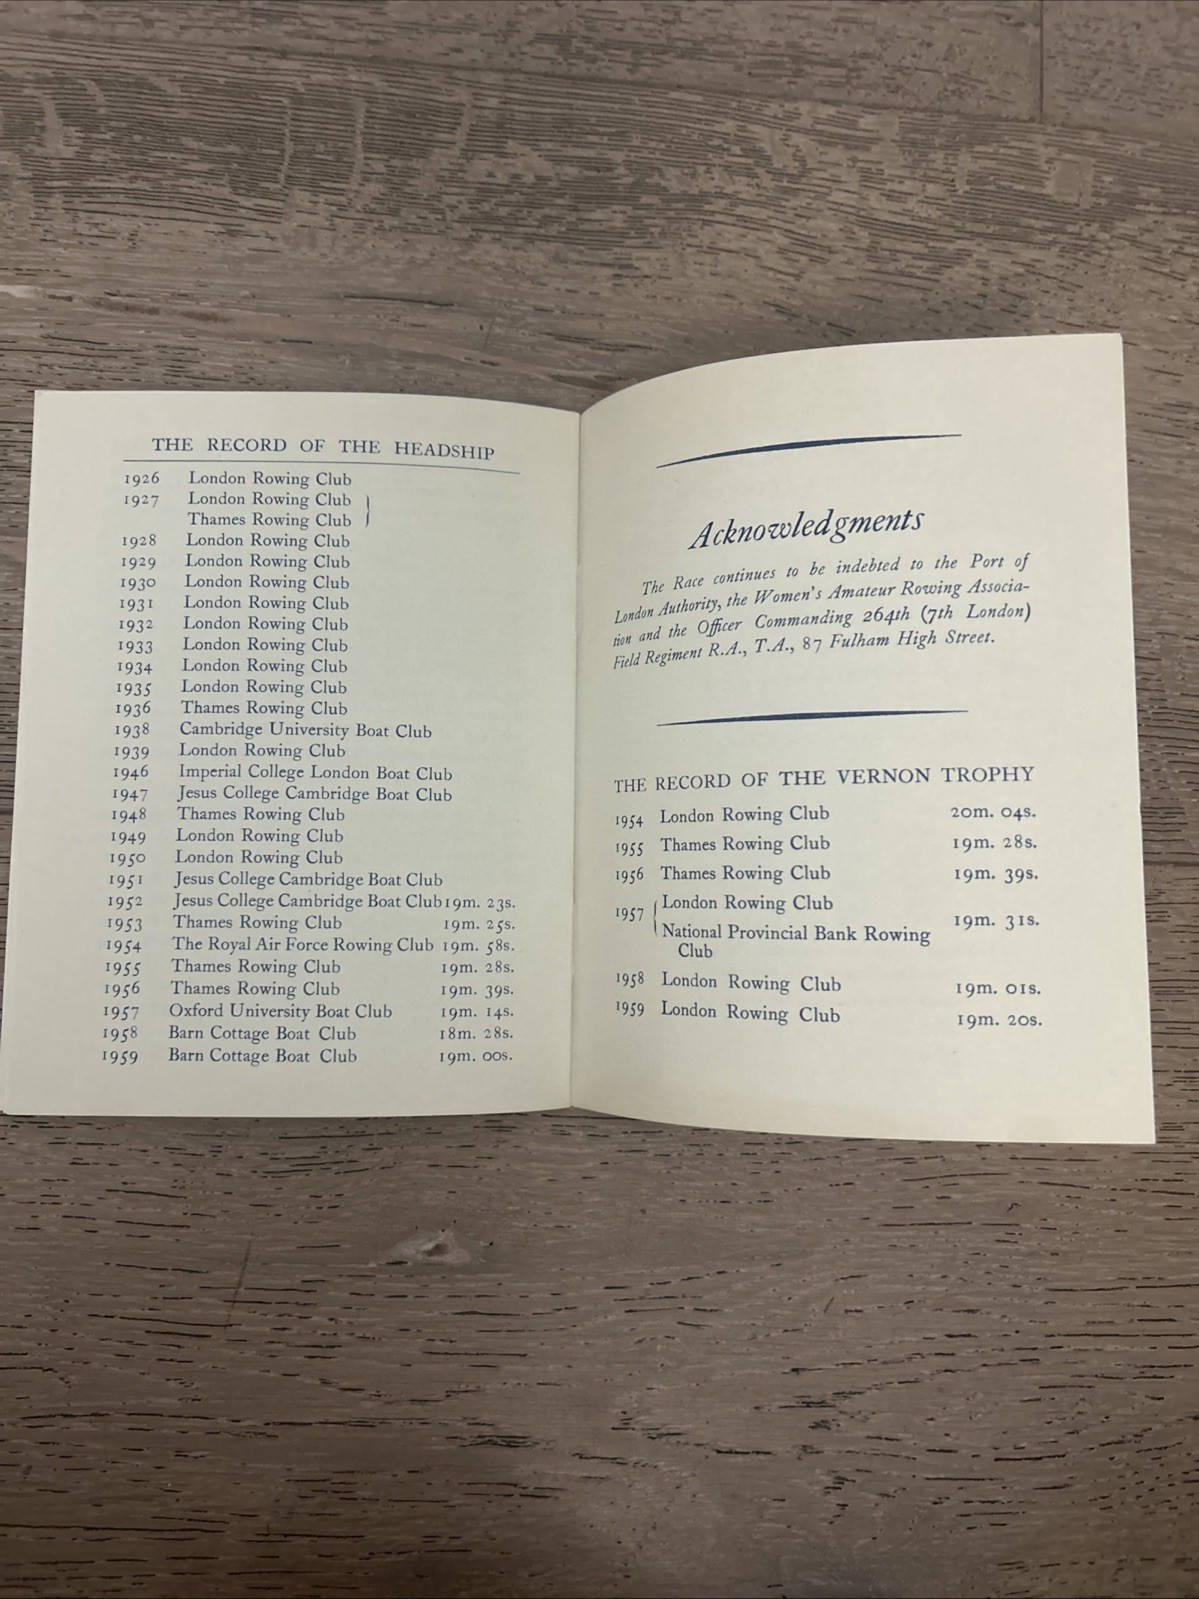 THE RECORD OF THE HEADSHIP
1926 London Rowing Club
1927 London Rowing Club
Thames Rowing Club
1928 London Rowing Club
1929 London Rowing Club
1930 London Rowing Club
1931 London Rowing Club
1932 London Rowing Club
1933 London Rowing Club
1934 London Rowing Club
1935 London Rowing Club
1936 Thames Rowing Club
1938 Cambridge University Boat Club
1939 London Rowing Club
1946 Imperial College London Boat Club
1947 Jesus College Cambridge Boat Club
1948 Thames Rowing Club
1949 London Rowing Club
1950 London Rowing Club
1951 Jesus College Cambridge Boat Club
1952 Jesus College Cambridge Boat Club 19m. 23s.
1953 Thames Rowing Club 19m. 25s.
1954 The Royal Air Force Rowing Club 19m. 58s.
1955 Thames Rowing Club 19m. 28s.
1956 Thames Rowing Club 19m. 39s.
1957 Oxford University Boat Club 19m. 14s.
1958 Barn Cottage Boat Club 18m. 28s.
1959 Barn Cottage Boat Club 19m. 00s.
Acknowledgments
The Race continues to be indebted to the Port of
London Authority, the Women's Amateur Rowing Associa-
tion and the Officer Commanding 264th (7th London)
Field Regiment R.A., T.A., 87 Fulham High Street.
THE RECORD OF THE VERNON TROPHY
1954 London Rowing Club 20m. 04s.
1955 Thames Rowing Club 19m. 28s.
1956 Thames Rowing Club 19m. 39s.
1957 London Rowing Club
National Provincial Bank Rowing
Club 19m. 31s.
1958 London Rowing Club 19m. 01s.
1959 London Rowing Club 19m. 20s.